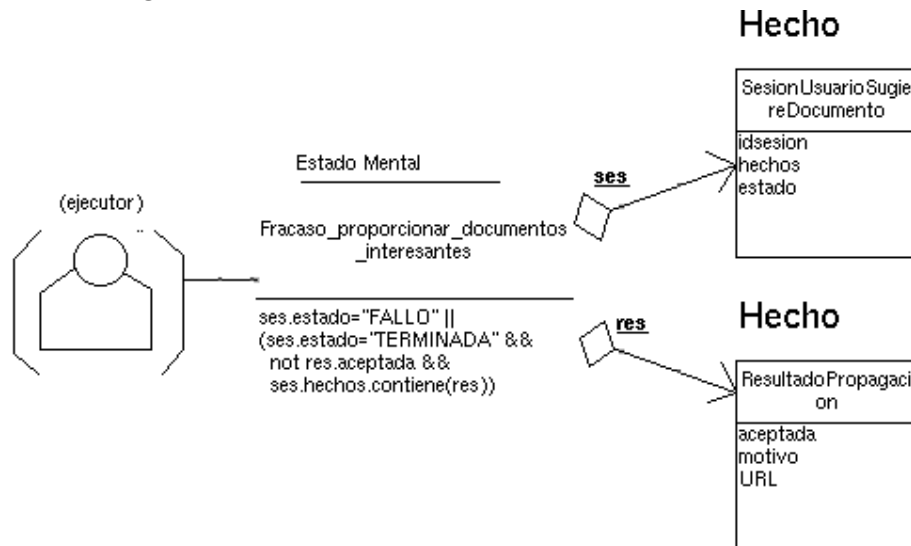 Hecho
SesionUsuarioSugie
reDocumento
idsesion
hechos
estado
Estado Mental
ses
(ejecutor)
Fracaso_proporcionar_documentos
_interesantes
ses.estado="FALLO" ||
(ses.estado="TERMINADA" &&
not res.aceptada &&
ses.hechos.contiene(res))
res
Hecho
ResultadoPropagaci
on
aceptada
motivo
URL